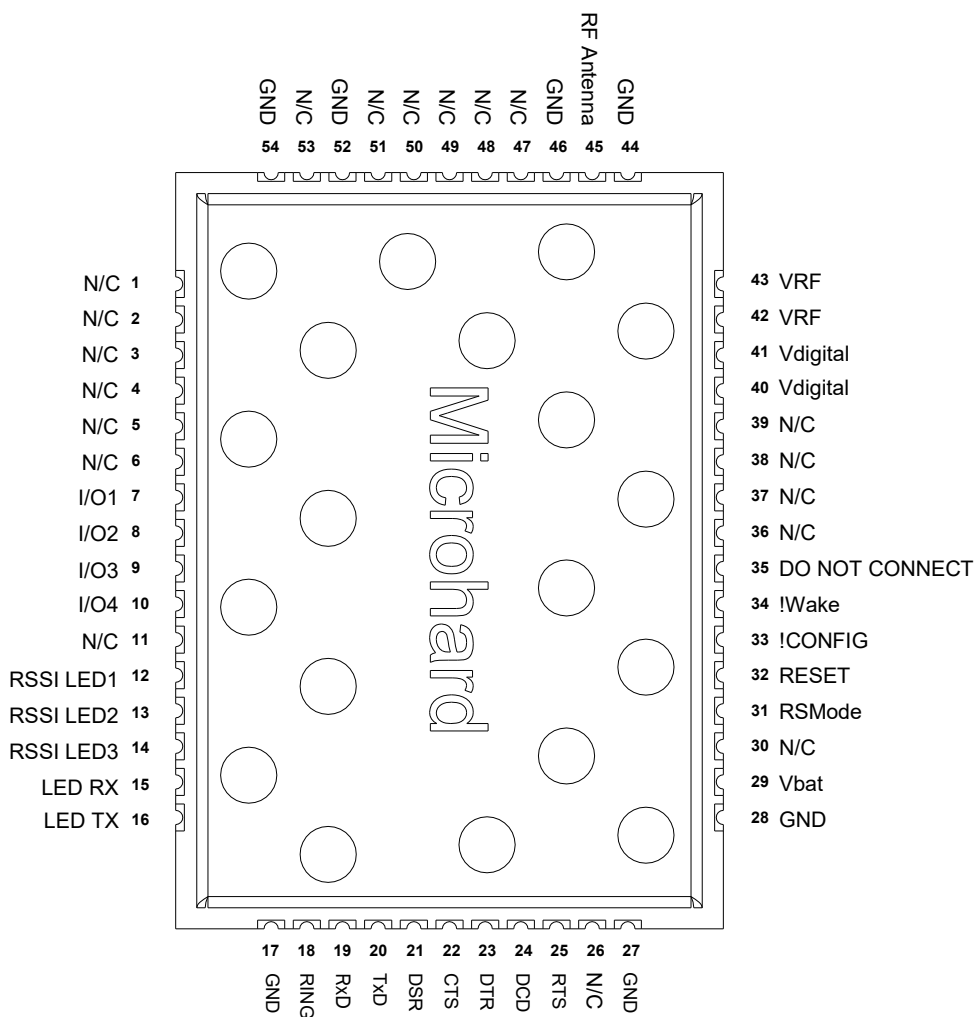 GND N/C GND N/C N/C N/C N/C N/C GND RF Antenna GND
54 53 52 51 50 49 48 47 46 45 44
N/C 1
N/C 2
N/C 3
N/C 4
N/C 5
N/C 6
I/O1 7
I/O2 8
I/O3 9
I/O4 10
N/C 11
RSSI LED1 12
RSSI LED2 13
RSSI LED3 14
LED RX 15
LED TX 16
Microhard
43 VRF
42 VRF
41 Vdigital
40 Vdigital
39 N/C
38 N/C
37 N/C
36 N/C
35 DO NOT CONNECT
34 !Wake
33 !CONFIG
32 RESET
31 RSMode
30 N/C
29 Vbat
28 GND
17 18 19 20 21 22 23 24 25 26 27
GND RING RxD TxD DSR CTS DTR DCD RTS N/C GND